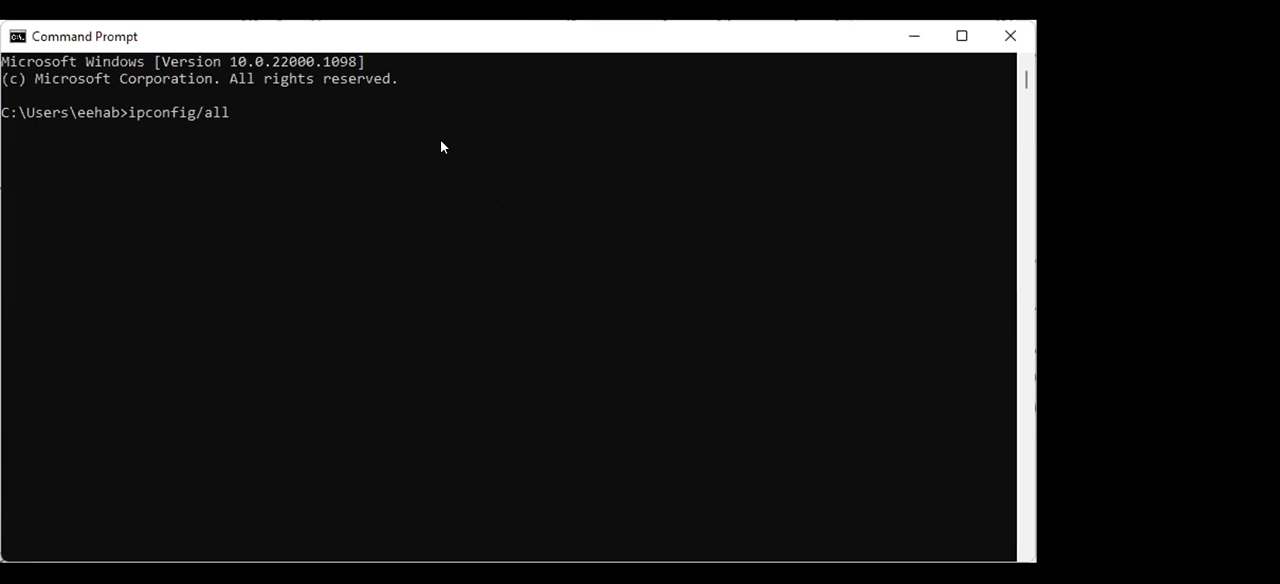 Command Prompt
Microsoft Windows [Version 10.0.22000.1098]
(c) Microsoft Corporation. All rights reserved.
C:\Users\eehab>ipconfig/all